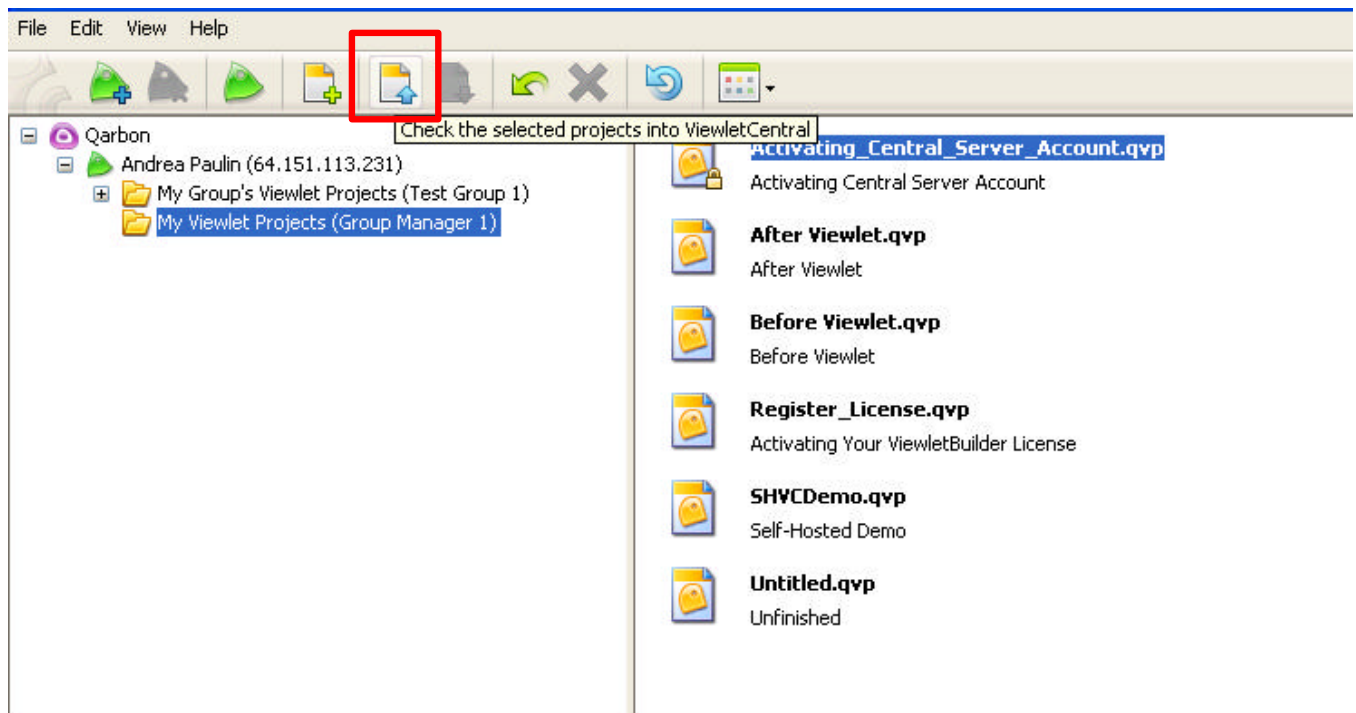 File Edit View Help
Check the selected projects into ViewletCentral
Qarbon
Andrea Paulin (64.151.113.231)
My Group's Viewlet Projects (Test Group 1)
My Viewlet Projects (Group Manager 1)
Activating_Central_Server_Account.qvp
Activating Central Server Account
After Viewlet.qvp
After Viewlet
Before Viewlet.qvp
Before Viewlet
Register_License.qvp
Activating Your ViewletBuilder License
SHVCDemo.qvp
Self-Hosted Demo
Untitled.qvp
Unfinished